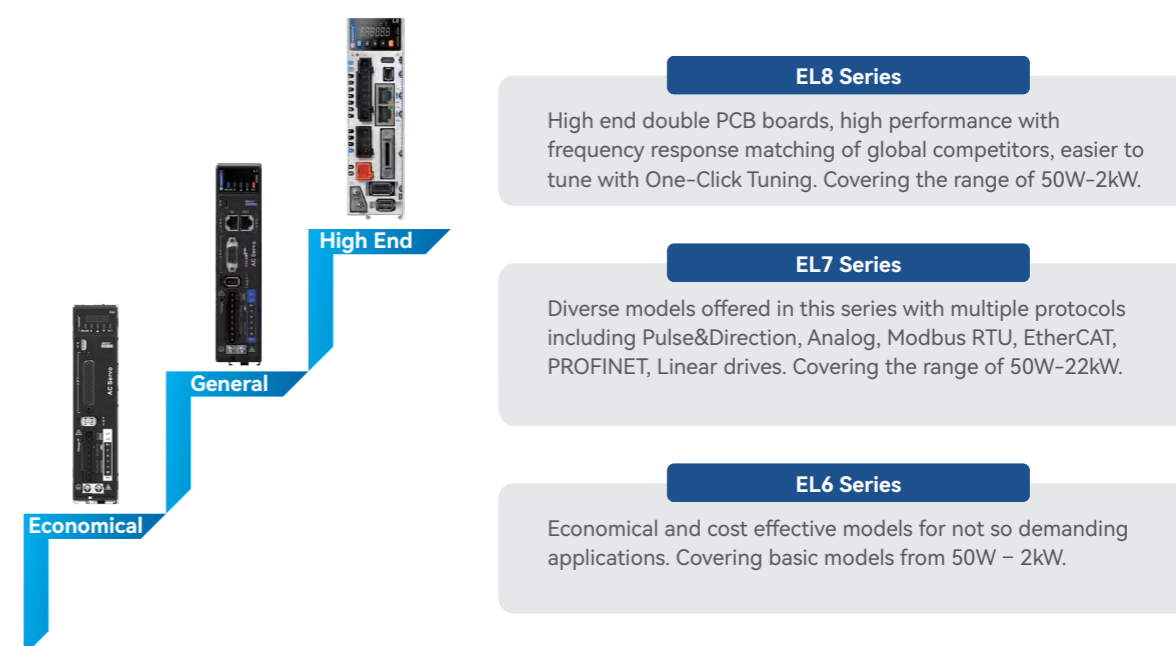 High End
General
Economical
AC Servo
AC Servo
EL8 Series
High end double PCB boards, high performance with
frequency response matching of global competitors, easier to
tune with One-Click Tuning. Covering the range of 50W-2kW.
EL7 Series
Diverse models offered in this series with multiple protocols
including Pulse&Direction, Analog, Modbus RTU, EtherCAT,
PROFINET, Linear drives. Covering the range of 50W-22kW.
EL6 Series
Economical and cost effective models for not so demanding
applications. Covering basic models from 50W – 2kW.